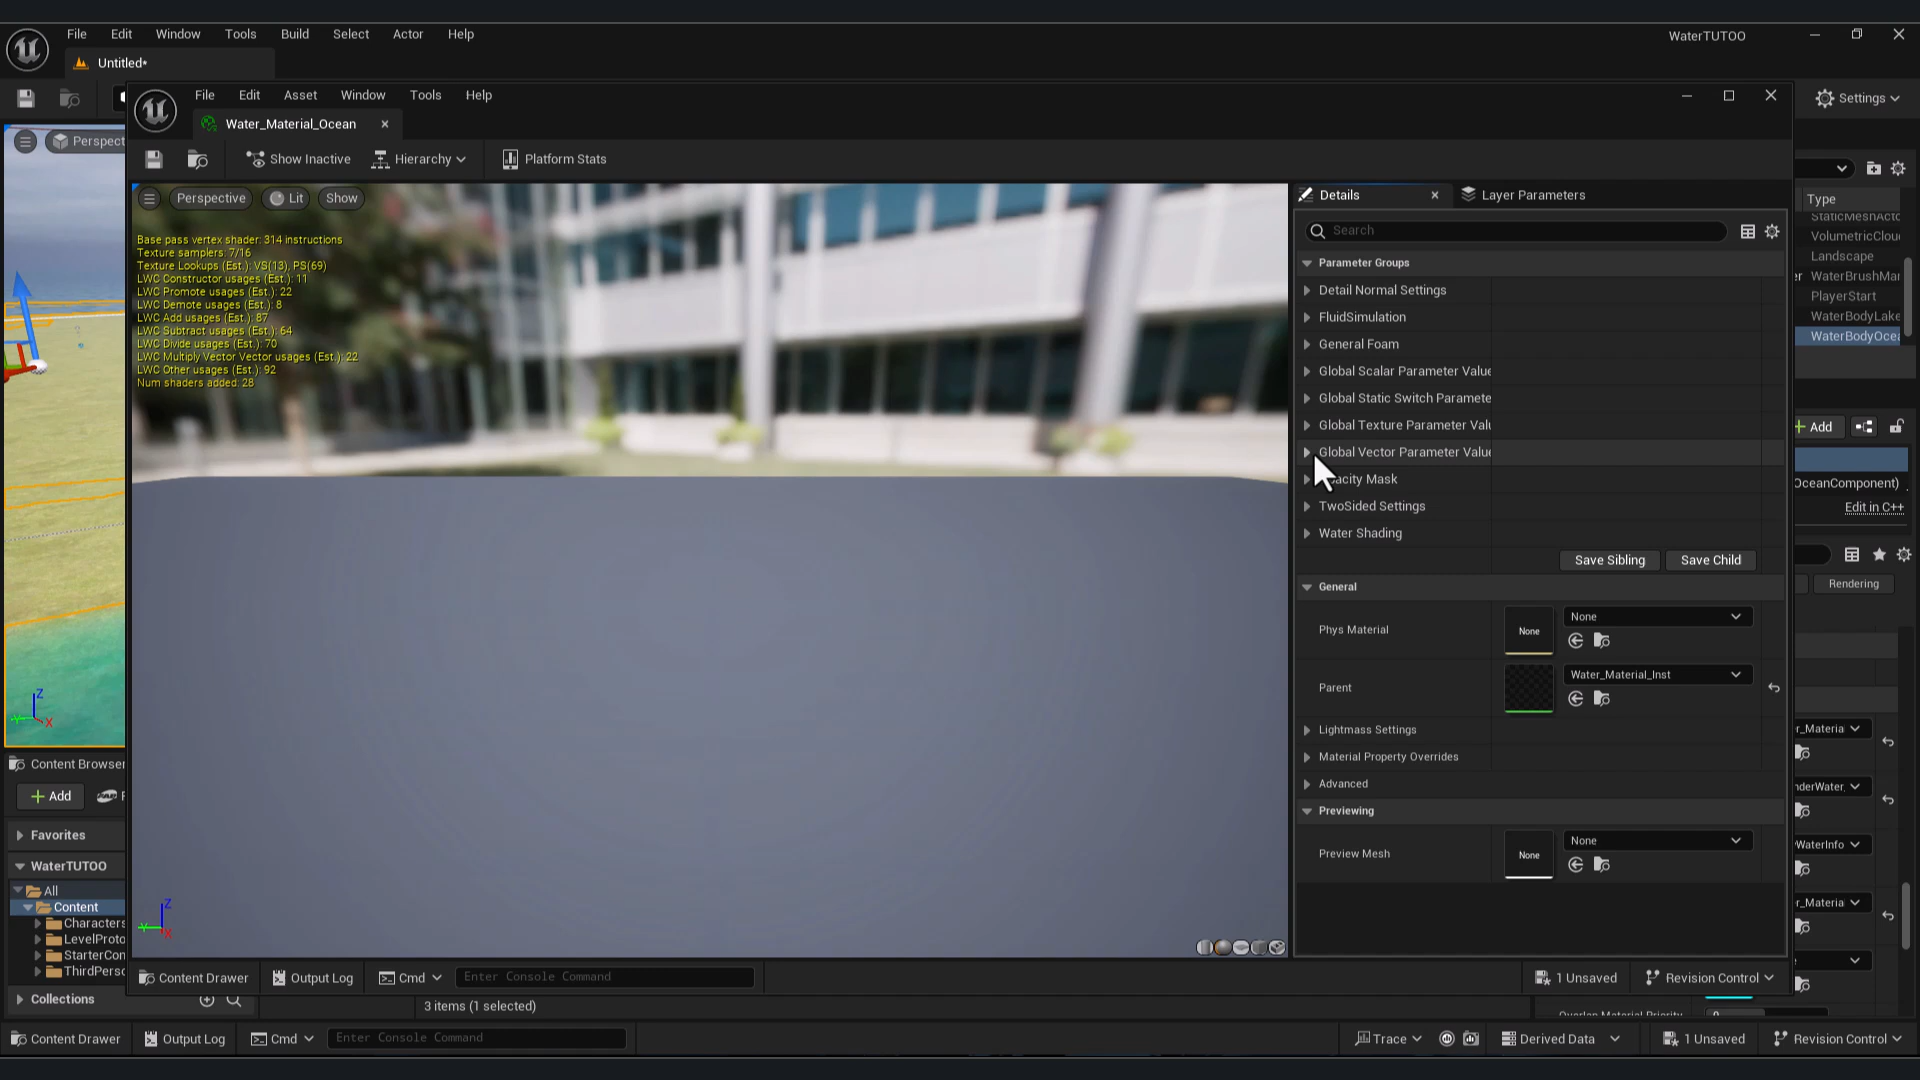 File Edit Window Tools Build Select Actor Help
WaterTUTOO
Untitled*
File Edit Asset Window Tools Help
Settings
Water_Material_Ocean
Perspect
Show Inactive Hierarchy Platform Stats
Perspective Lit Show
Details Layer Parameters
Type
Search
Base pass vertex shader: 314 instructions
Texture samplers: 7/16
Texture Lookups (Est.): VS(13), PS(69)
LWC Constructor usages (Est.): 11
LWC Promote usages (Est.): 22
LWC Demote usages (Est.): 8
LWC Add usages (Est.): 87
LWC Subtract usages (Est.): 64
LWC Divide usages (Est.): 70
LWC Multiply Vector Vector usages (Est.): 22
LWC Other usages (Est.): 92
Num shaders added: 28
Parameter Groups
Detail Normal Settings
FluidSimulation
General Foam
Global Scalar Parameter Value
Global Static Switch Paramete
Global Texture Parameter Valu
Global Vector Parameter Value
acity Mask
TwoSided Settings
Water Shading
Save Sibling Save Child
General
Phys Material None None
Parent Water_Material_Inst
Lightmass Settings
Material Property Overrides
Advanced
Previewing
Preview Mesh None None
StaticMeshActo
VolumetricClou
Landscape
WaterBrushMan
PlayerStart
WaterBodyLake
WaterBodyOcea
Add
OceanComponent)
Edit in C++
Rendering
r_Materia
nderWater_
WaterInfo
r_Materia
Overlap Material Priority 0
Z
Y X
Z
Y X
Content Browser
Add
Favorites
WaterTUTOO
All
Content
Characters
LevelProto
StarterCon
ThirdPerso
Collections
Content Drawer Output Log Cmd Enter Console Command 1 Unsaved Revision Control
3 items (1 selected)
Content Drawer Output Log Cmd Enter Console Command Trace Derived Data 1 Unsaved Revision Control